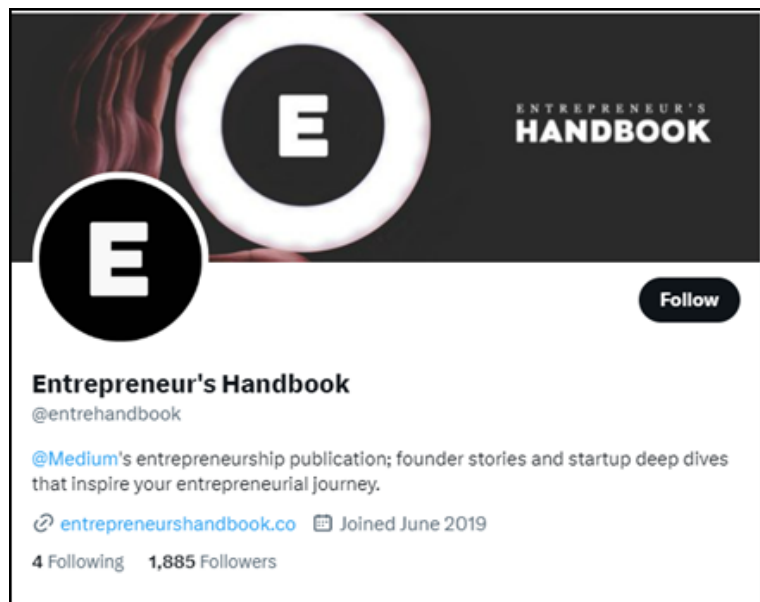 E
ENTREPRENEUR'S
HANDBOOK
E
Follow
Entrepreneur's Handbook
@entrehandbook
@Medium's entrepreneurship publication; founder stories and startup deep dives
that inspire your entrepreneurial journey.
entrepreneurshandbook.co Joined June 2019
4 Following 1,885 Followers